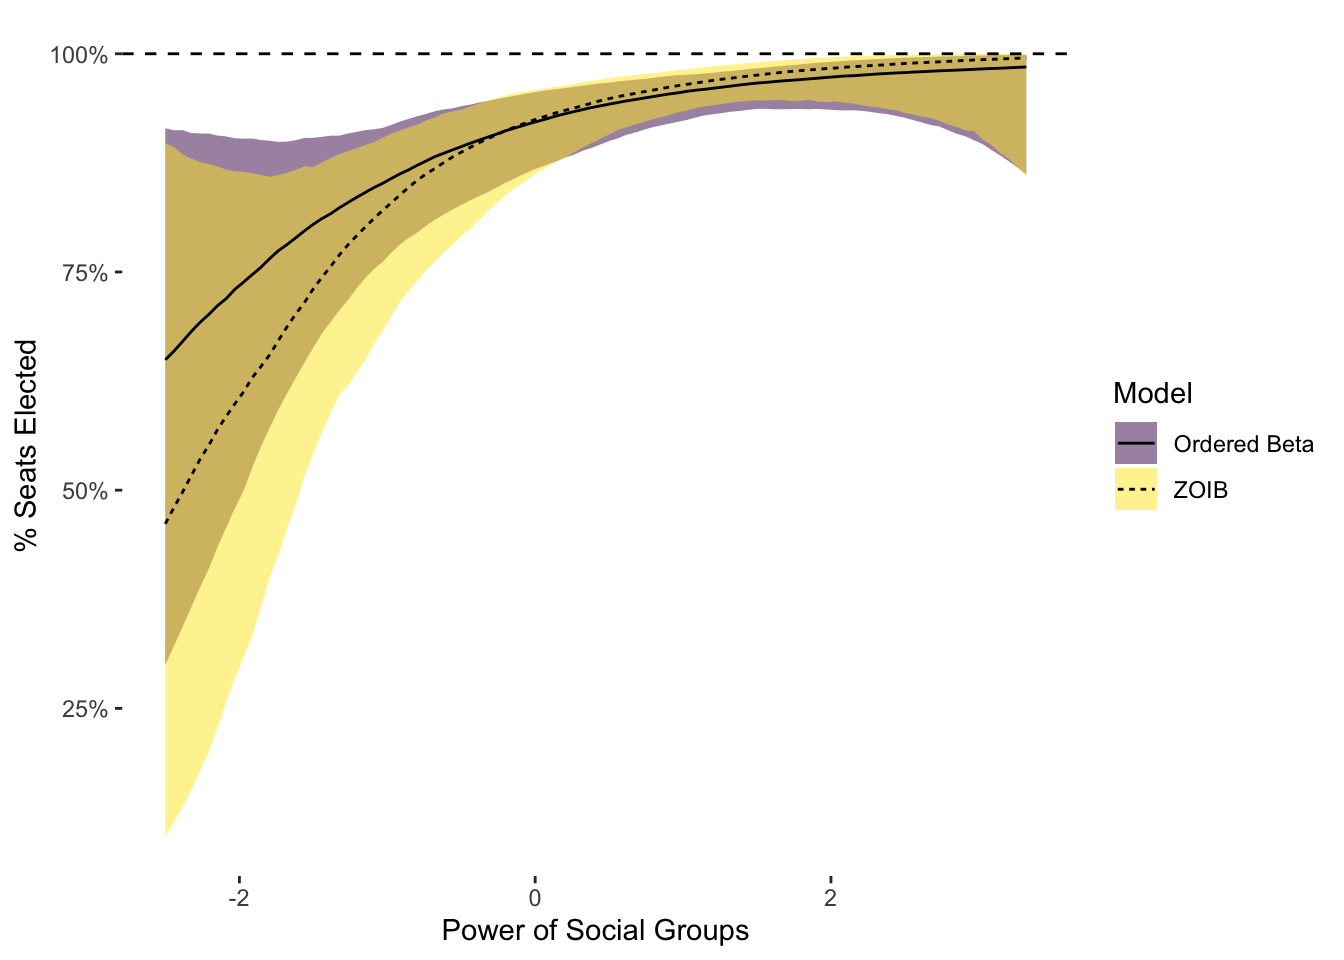 100%
75%
50%
25%
% Seats Elected
-2
0
2
Power of Social Groups
Model
Ordered Beta
ZOIB